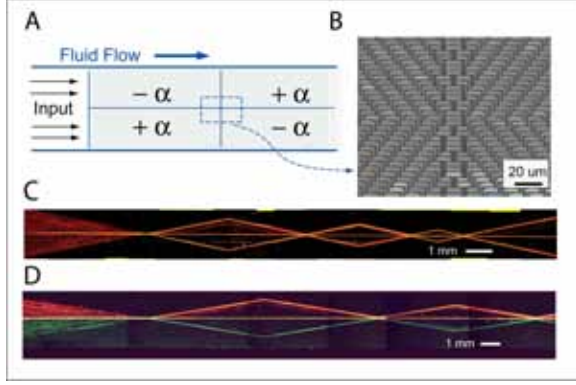 A
B
Fluid Flow
Input
- α
+ α
+ α
- α
20 um
C
1 mm
D
1 mm